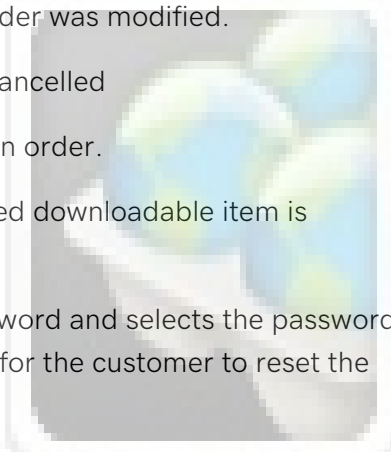 der was modified.
ancelled
n order.
ed downloadable item is
word and selects the password
for the customer to reset the